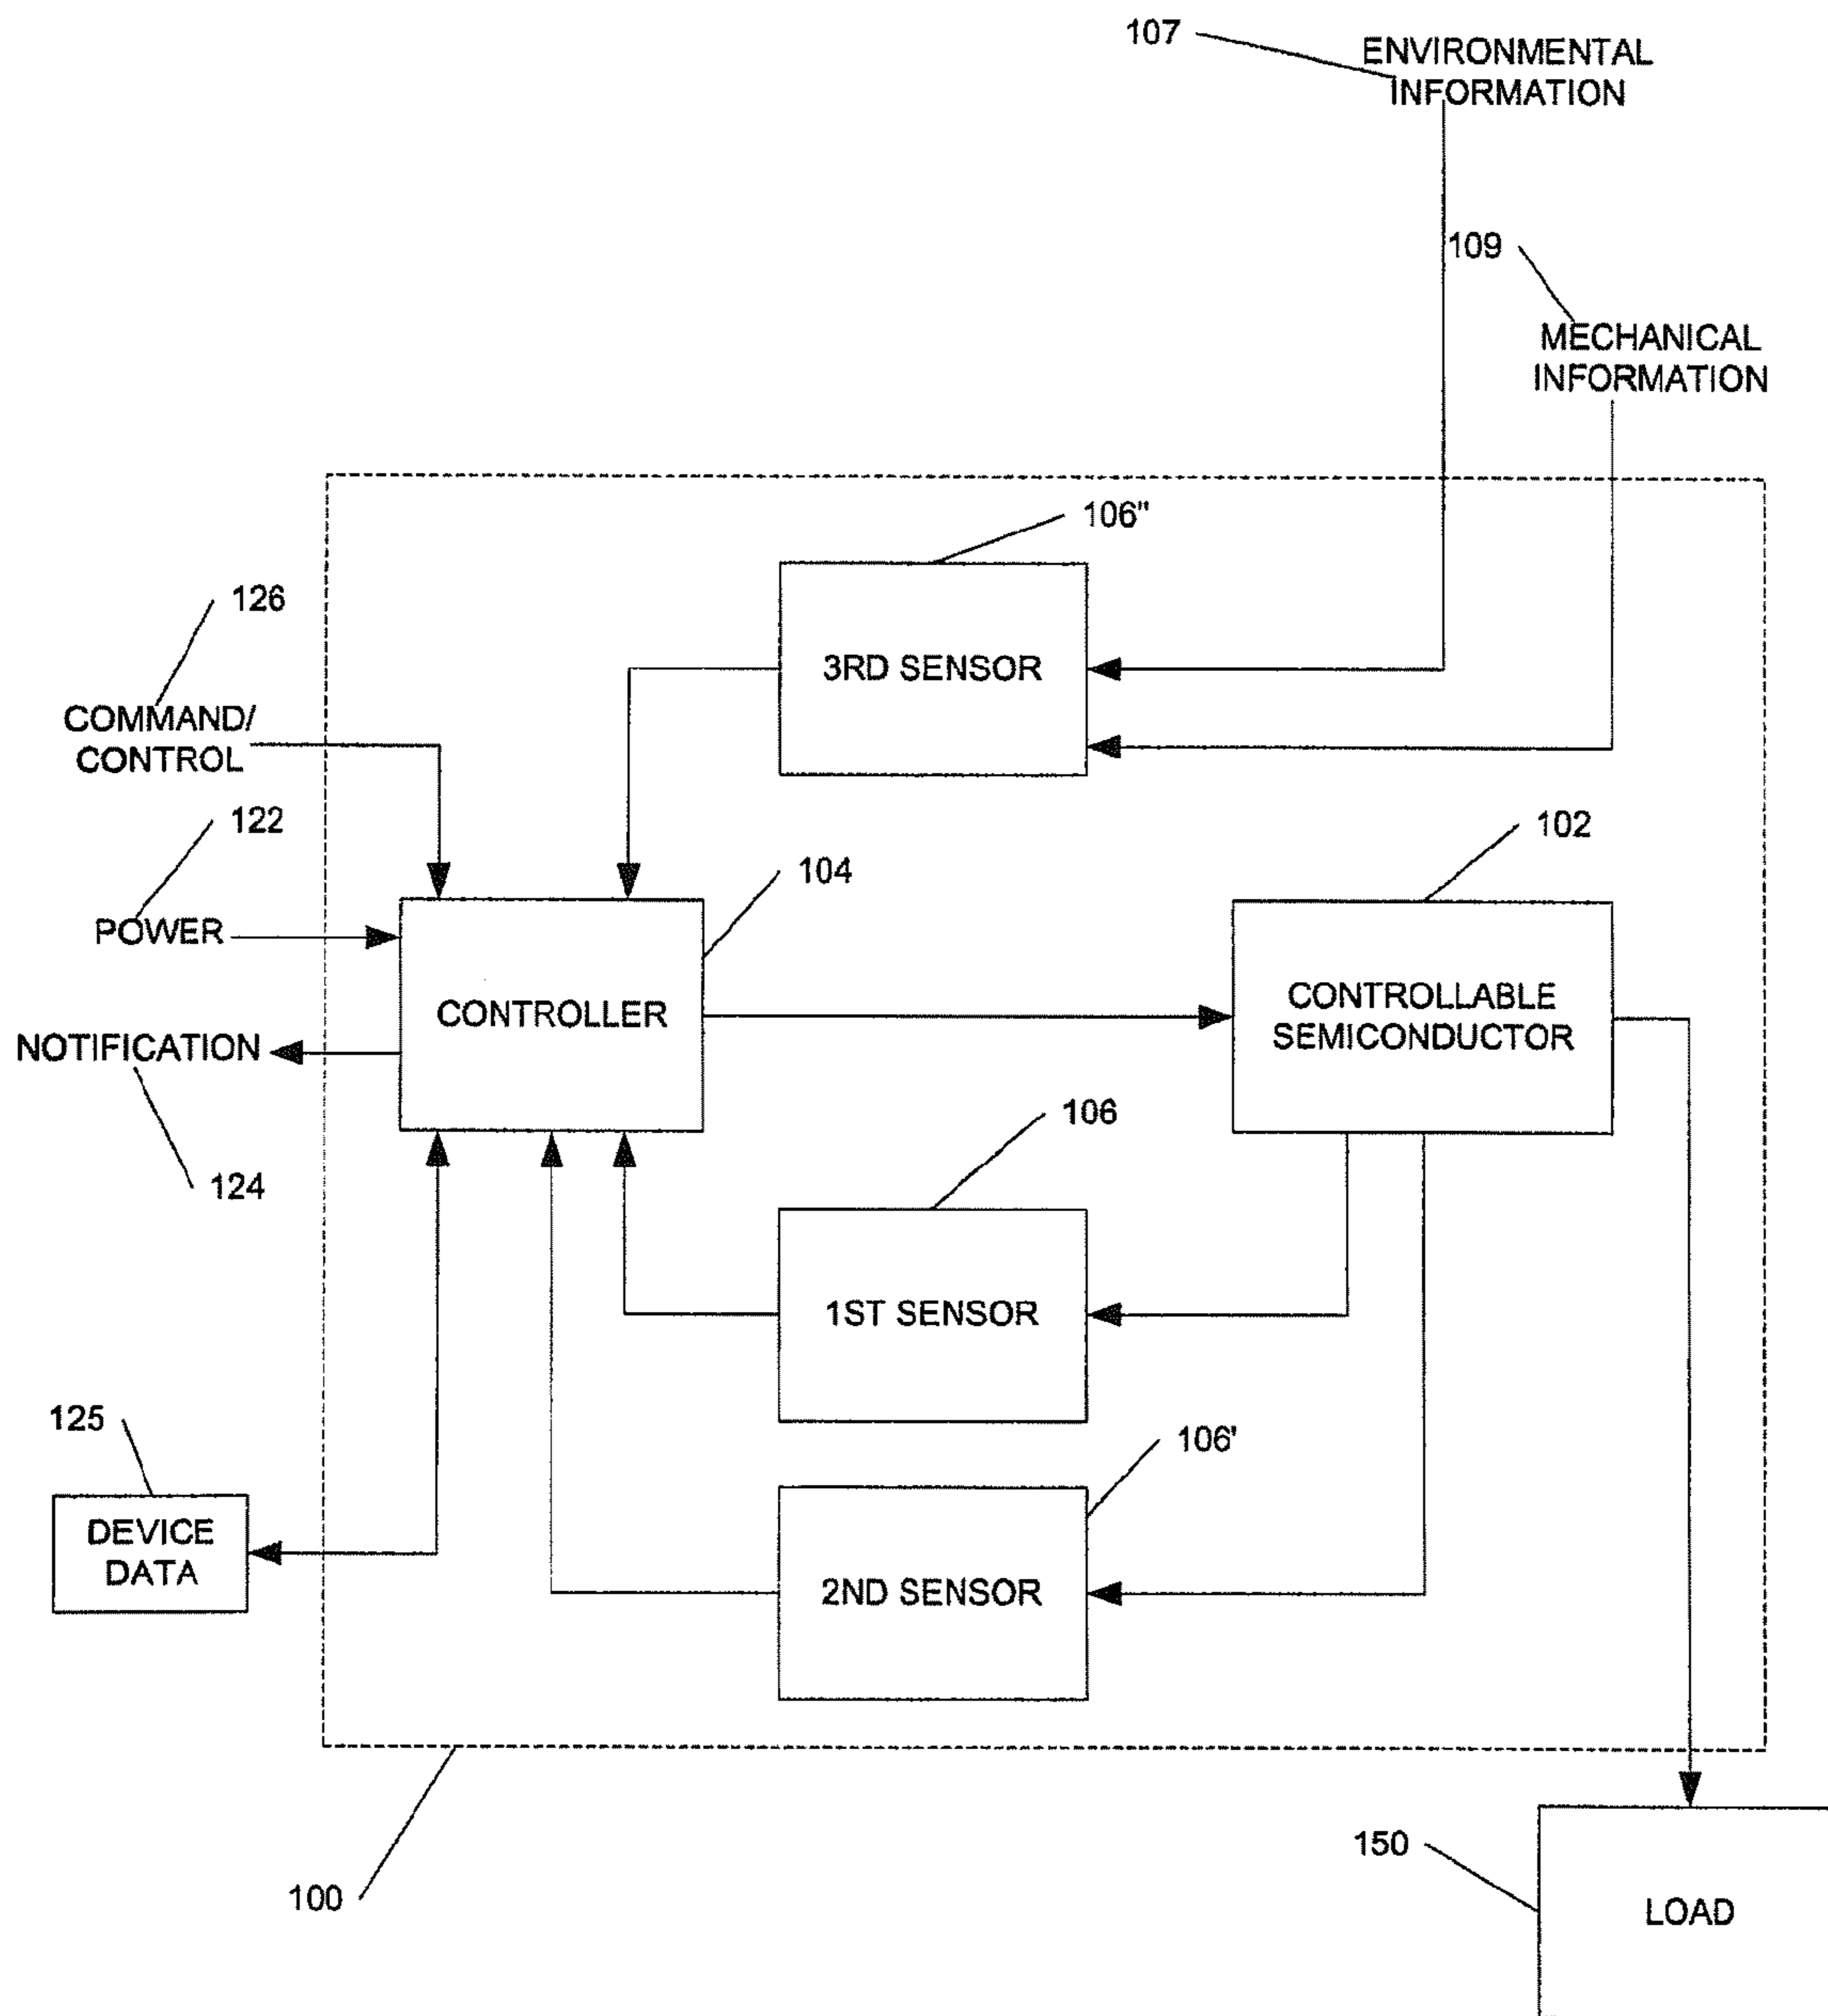 107
ENVIRONMENTAL
INFORMATION
109
MECHANICAL
INFORMATION
106"
126
3RD SENSOR
COMMAND/
CONTROL
122
102
104
POWER
CONTROLLER
CONTROLLABLE
SEMICONDUCTOR
NOTIFICATION
106
124
1ST SENSOR
125
106'
DEVICE
DATA
2ND SENSOR
150
100
LOAD